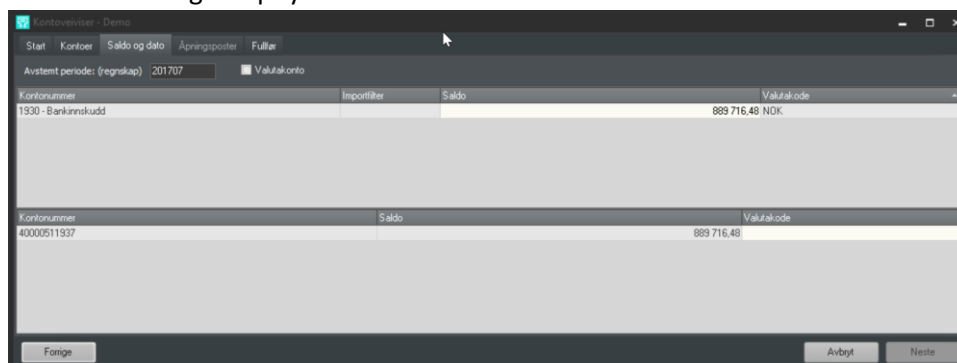 Kontoveiviser - Demo
Start Kontoer Saldo og dato Åpningsposter Fullfør
Avstemt periode: (regnskap) 201707 Valutakonto
Kontonummer Importfilter Saldo Valutakode
1930 - Bankinnskudd 889 716,48 NOK
Kontonummer Saldo Valutakode
40000511937 889 716,48
Forrige Avbryt Neste